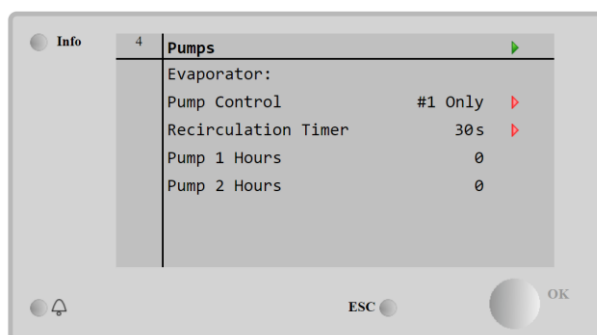 Info
4 Pumps
Evaporator:
Pump Control #1 Only
Recirculation Timer 30s
Pump 1 Hours 0
Pump 2 Hours 0
ESC
OK